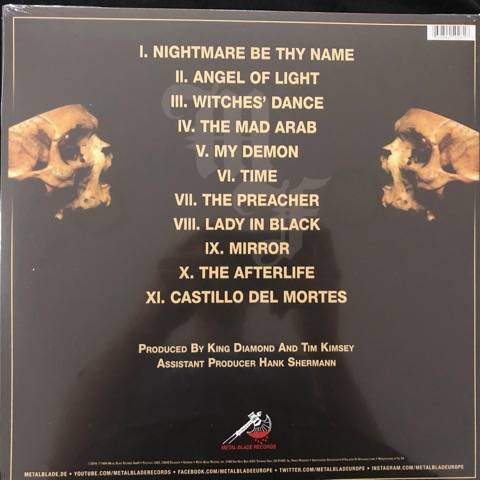 I. NIGHTMARE BE THY NAME
II. ANGEL OF LIGHT
III. WITCHES' DANCE
IV. THE MAD ARAB
V. MY DEMON
VI. TIME
VII. THE PREACHER
VIII. LADY IN BLACK
IX. MIRROR
X. THE AFTERLIFE
XI. CASTILLO DEL MORTES
PRODUCED BY KING DIAMOND AND TIM KIMSEY
ASSISTANT PRODUCER HANK SHERMANN
METAL BLADE RECORDS
METALBLADE.DE • YOUTUBE.COM/METALBLADERECORDS • FACEBOOK.COM/METALBLADEEUROPE • TWITTER.COM/METALBLADEEUROPE • INSTAGRAM.COM/METALBLADEEUROPE